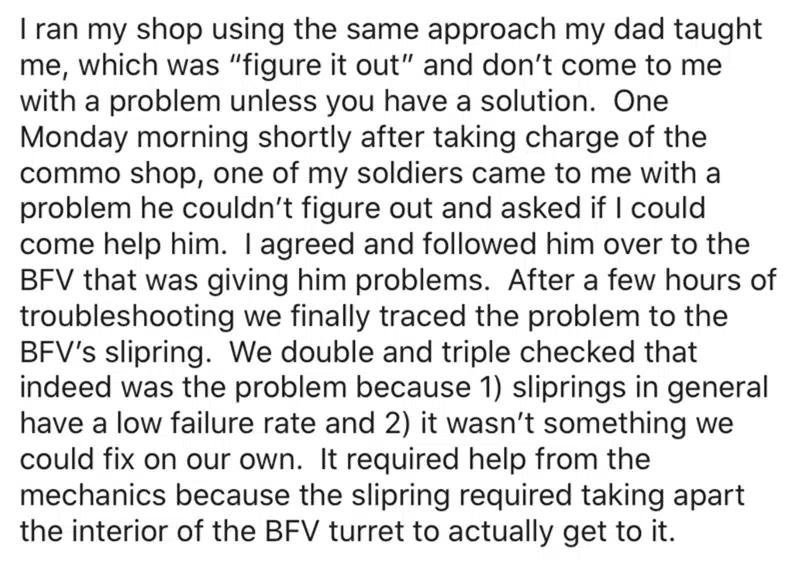 I ran my shop using the same approach my dad taught
me, which was “figure it out” and don’t come to me
with a problem unless you have a solution.  One
Monday morning shortly after taking charge of the
commo shop, one of my soldiers came to me with a
problem he couldn’t figure out and asked if I could
come help him.  I agreed and followed him over to the
BFV that was giving him problems.  After a few hours of
troubleshooting we finally traced the problem to the
BFV’s slipring.  We double and triple checked that
indeed was the problem because 1) sliprings in general
have a low failure rate and 2) it wasn’t something we
could fix on our own.  It required help from the
mechanics because the slipring required taking apart
the interior of the BFV turret to actually get to it.